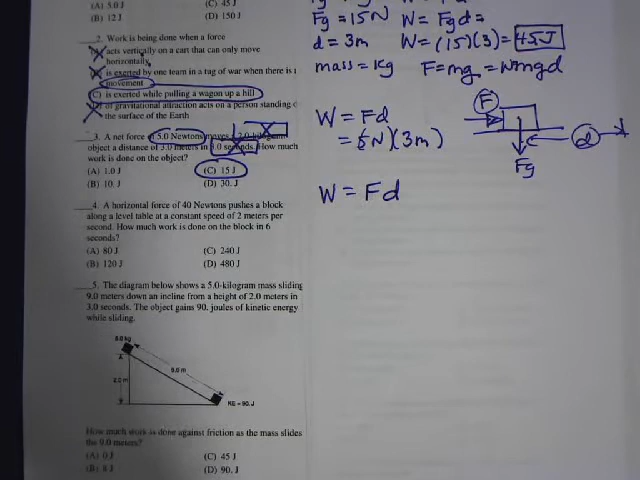 (A) 5.0 J (C) 45 J
(B) 12 J (D) 150 J
Fg = 15N W = Fgd =
d = 3m W = (15)(3) = 45J
mass = kg F = mg = W = mgd
2. Work is being done when a force
acts vertically on a cart that can only move
horizontally
is exerted by one team in a tug of war when there is
movement
(C) is exerted while pulling a wagon up a hill
of gravitational attraction acts on a person standing
the surface of the Earth
3. A net force of 5.0 Newtons moves a 2.0-kilogram
object a distance of 3.0 meters in 3.0 seconds. How much
work is done on the object?
(A) 1.0 J (C) 15 J
(B) 10. J (D) 30. J
W = Fd
= (5N)(3m)
F
d
Fg
W = Fd
4. A horizontal force of 40 Newtons pushes a block
along a level table at a constant speed of 2 meters per
second. How much work is done on the block in 6
seconds?
(A) 80 J (C) 240 J
(B) 120 J (D) 480 J
5. The diagram below shows a 5.0-kilogram mass sliding
9.0 meters down an incline from a height of 2.0 meters in
3.0 seconds. The object gains 90. joules of kinetic energy
while sliding.
5.0 kg
9.0 m
2.0 m
KE = 90. J
How much work is done against friction as the mass slides
the 9.0 meters?
(A) 0 J (C) 45 J
(B) 8 J (D) 90. J